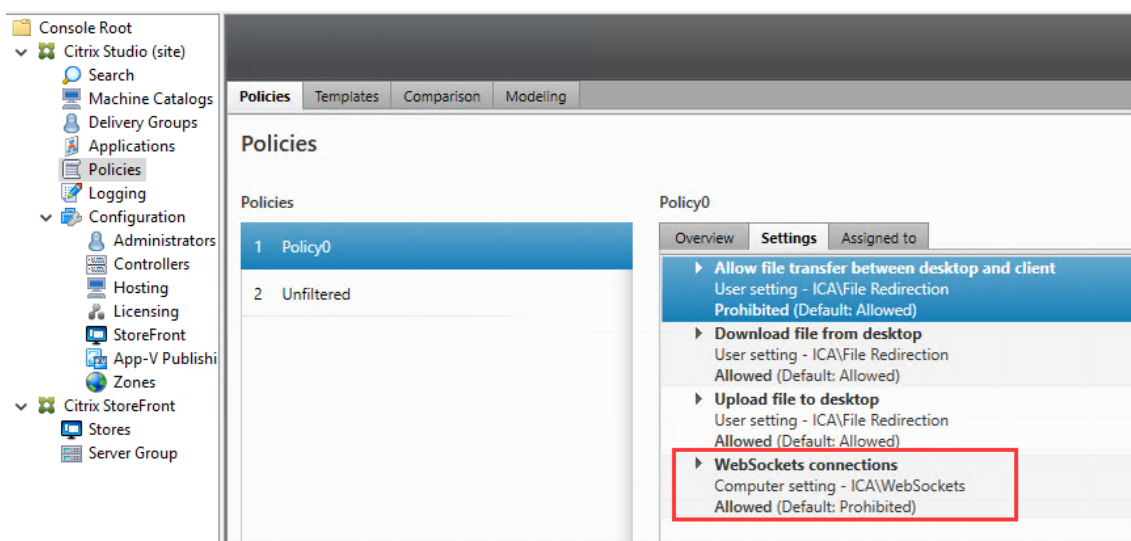 Console Root
Citrix Studio (site)
Search
Machine Catalogs
Delivery Groups
Applications
Policies
Logging
Configuration
Administrators
Controllers
Hosting
Licensing
StoreFront
App-V Publishi
Zones
Citrix StoreFront
Stores
Server Group
Policies Templates Comparison Modeling
Policies
Policies
1 Policy0
2 Unfiltered
Policy0
Overview Settings Assigned to
Allow file transfer between desktop and client
User setting - ICA\File Redirection
Prohibited (Default: Allowed)
Download file from desktop
User setting - ICA\File Redirection
Allowed (Default: Allowed)
Upload file to desktop
User setting - ICA\File Redirection
Allowed (Default: Allowed)
WebSockets connections
Computer setting - ICA\WebSockets
Allowed (Default: Prohibited)